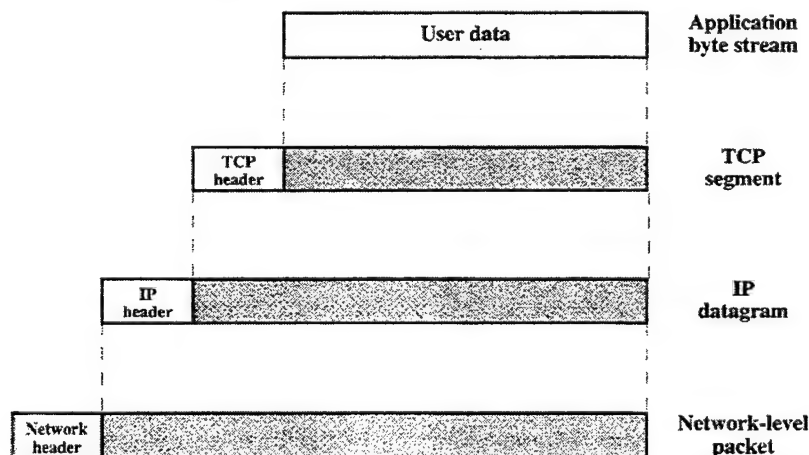 User data
Application
byte stream
TCP
header
TCP
segment
IP
header
IP
datagram
Network
header
Network-level
packet